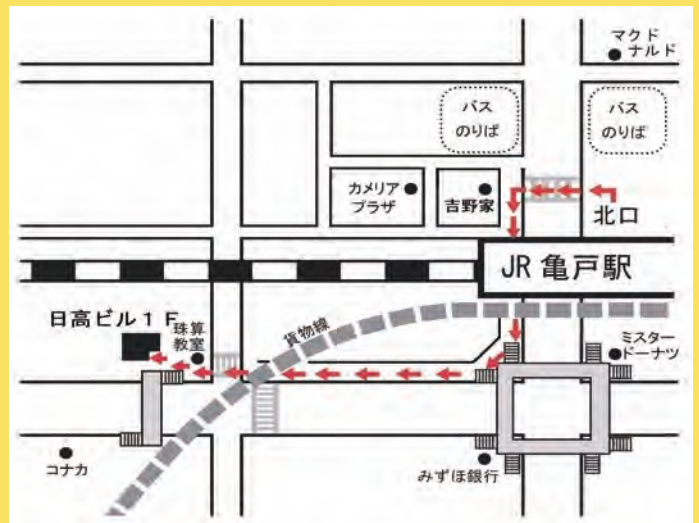 マクド
ナルド
バス
のりば
バス
のりば
カメリア
プラザ
吉野家
北口
JR 亀戸駅
日高ビル1F
珠算
教室
貨物線
ミスター
ドーナツ
コナカ
みずほ銀行